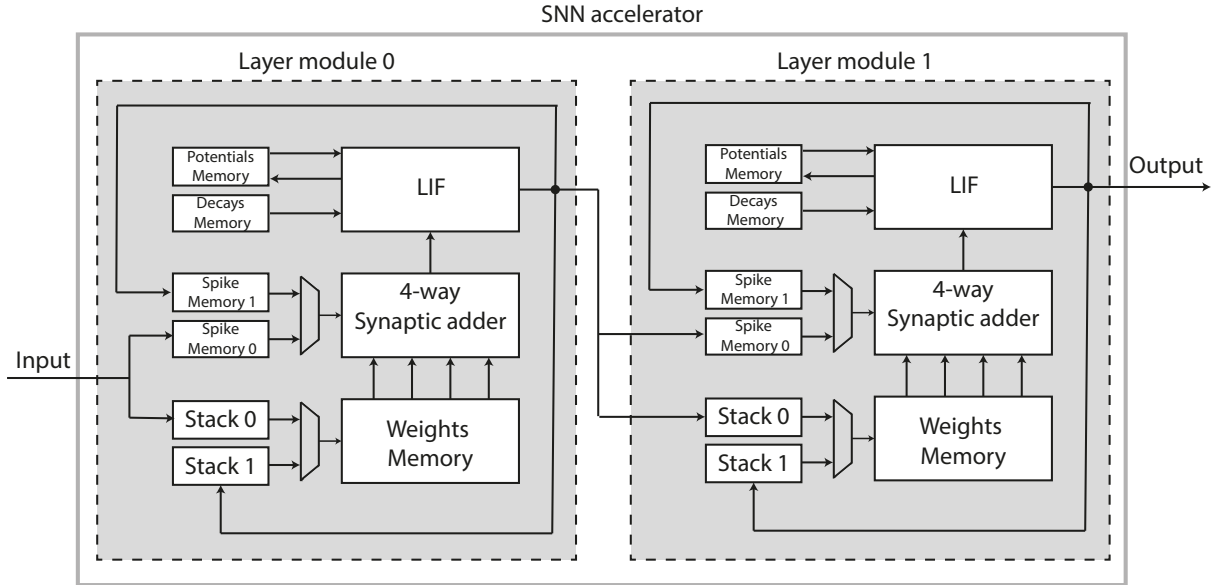 SNN accelerator
Layer module 0
Potentials
Memory
Decays
Memory
LIF
Spike
Memory 1
Spike
Memory 0
4-way
Synaptic adder
Input
Stack 0
Stack 1
Weights
Memory
Layer module 1
Potentials
Memory
Decays
Memory
LIF
Output
Spike
Memory 1
Spike
Memory 0
4-way
Synaptic adder
Stack 0
Stack 1
Weights
Memory